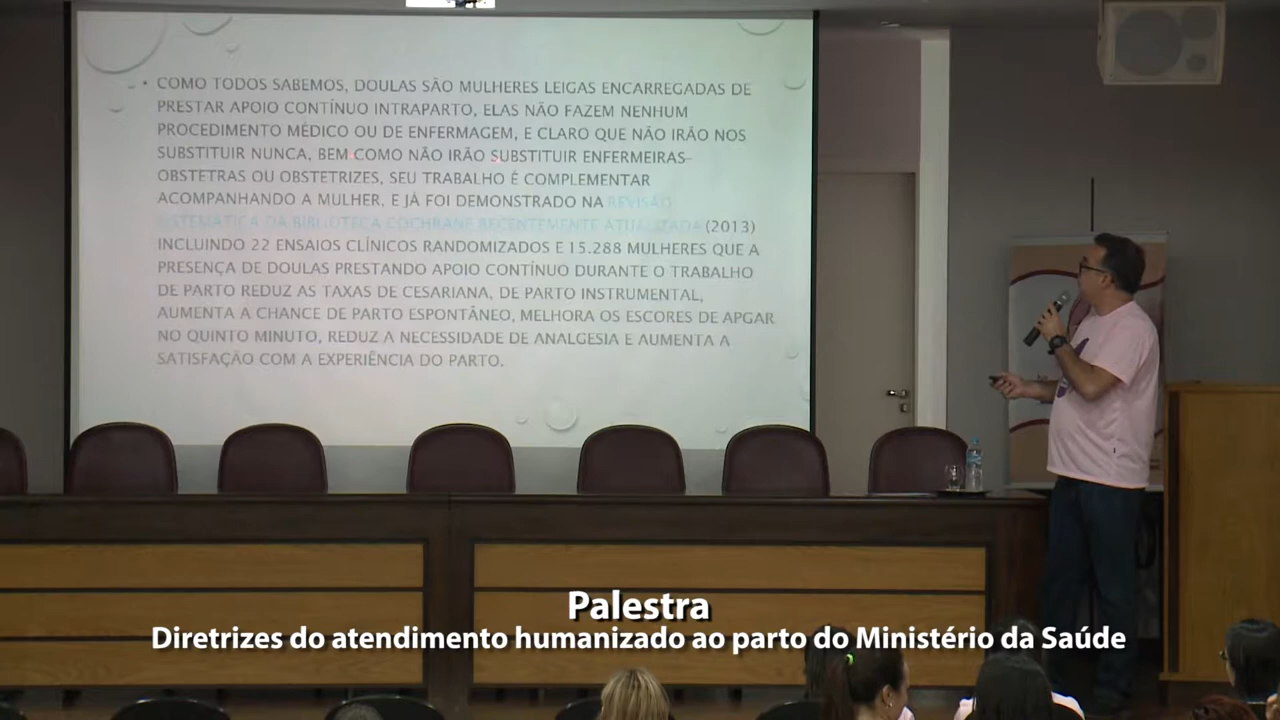 • COMO TODOS SABEMOS, DOULAS SÃO MULHERES LEIGAS ENCARREGADAS DE
PRESTAR APOIO CONTÍNUO INTRAPARTO, ELAS NÃO FAZEM NENHUM
PROCEDIMENTO MÉDICO OU DE ENFERMAGEM, E CLARO QUE NÃO IRÃO NOS
SUBSTITUIR NUNCA, BEM COMO NÃO IRÃO SUBSTITUIR ENFERMEIRAS-
OBSTETRAS OU OBSTETRIZES, SEU TRABALHO É COMPLEMENTAR
ACOMPANHANDO A MULHER, E JÁ FOI DEMONSTRADO NA REVISÃO
SISTEMÁTICA DA BIBLIOTECA COCHRANE RECENTEMENTE ATUALIZADA (2013)
INCLUINDO 22 ENSAIOS CLÍNICOS RANDOMIZADOS E 15.288 MULHERES QUE A
PRESENÇA DE DOULAS PRESTANDO APOIO CONTÍNUO DURANTE O TRABALHO
DE PARTO REDUZ AS TAXAS DE CESARIANA, DE PARTO INSTRUMENTAL,
AUMENTA A CHANCE DE PARTO ESPONTÂNEO, MELHORA OS ESCORES DE APGAR
NO QUINTO MINUTO, REDUZ A NECESSIDADE DE ANALGESIA E AUMENTA A
SATISFAÇÃO COM A EXPERIÊNCIA DO PARTO.
Palestra
Diretrizes do atendimento humanizado ao parto do Ministério da Saúde